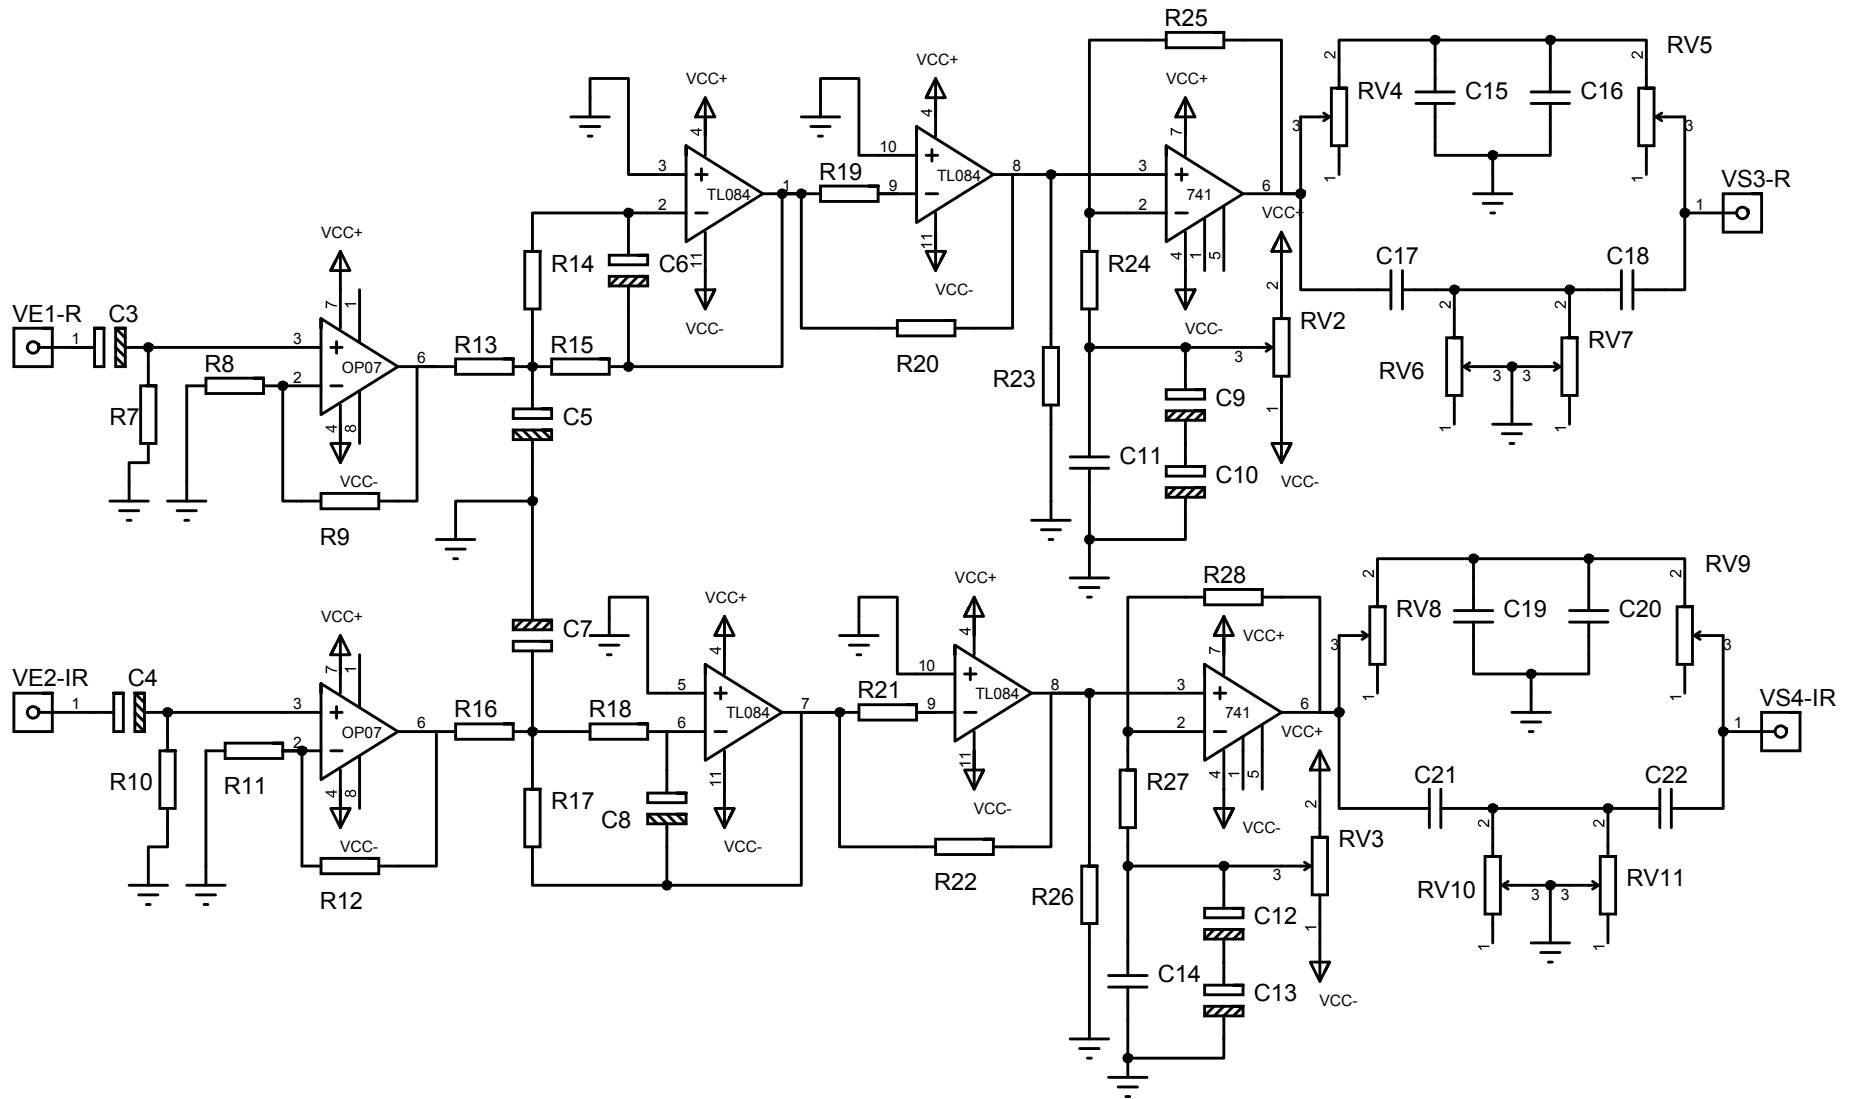 R25
RV5
VCC+
VCC+
VCC+
2
2
RV4
C15
C16
4
4
7
3
3
10
8
3
3
+
R19
9
TL084
+
1
1
VS3-R
TL084
1
741
6
1
2
2
VCC+
11
C17
C18
VCC+
R14
C6
11
4
1
5
R24
VCC-
2
2
2
VE1-R
C3
7
1
VCC-
VCC-
RV2
1
3
+
6
R13
R15
3
RV7
R8
2
OP07
R20
RV6
3
3
R23
R7
4
8
C5
C9
1
1
1
C11
C10
VCC-
VCC-
R9
R28
RV9
VCC+
2
2
VCC+
VCC+
4
RV8
C19
C20
VCC+
C7
4
7
3
3
VE2-IR
C4
7
1
5
+
10
+
8
3
+
1
1
VS4-IR
1
3
+
6
R16
R18
6
TL084
7
R21
9
TL084
741
6
1
2
OP07
2
VCC+
R10
R11
4
8
R17
11
11
R27
4
1
5
C21
C22
C8
VCC-
2
2
2
VCC-
VCC-
VCC-
RV3
R12
R22
3
RV10
3
3
RV11
R26
C12
1
1
1
C14
C13
VCC-